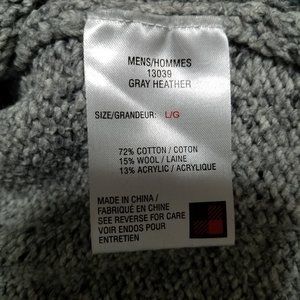 MENS/HOMMES
13039
GRAY HEATHER
SIZE/GRANDEUR: L/G
72% COTTON / COTON
15% WOOL / LAINE
13% ACRYLIC / ACRYLIQUE
MADE IN CHINA /
FABRIQUÉ EN CHINE
SEE REVERSE FOR CARE
VOIR ENDOS POUR
ENTRETIEN